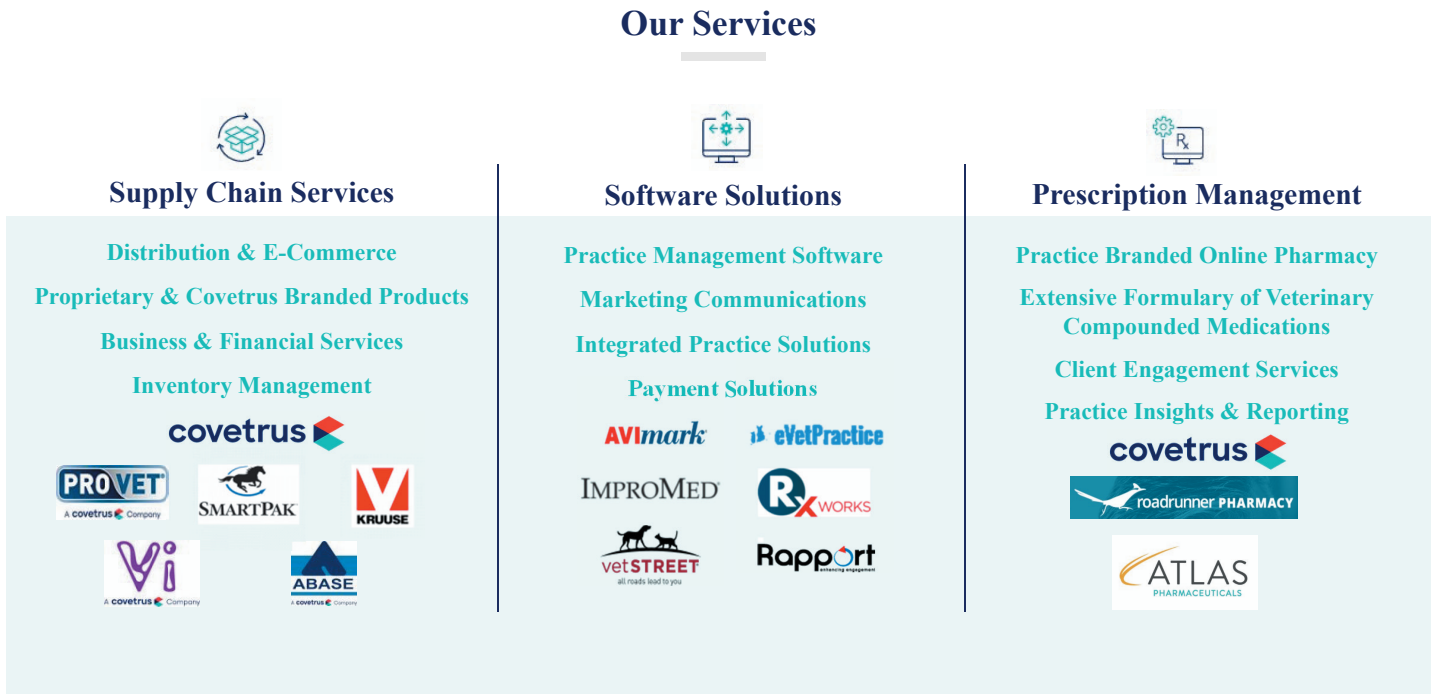 Our Services
Supply Chain Services
Distribution & E-Commerce
Proprietary & Covetrus Branded Products
Business & Financial Services
Inventory Management
covetrus
PROVET
A covetrus Company
SMARTPAK
KRUUSE
Vi
A covetrus Company
ABASE
A covetrus Company
Software Solutions
Practice Management Software
Marketing Communications
Integrated Practice Solutions
Payment Solutions
AVImark
eVetPractice
IMPROMED
RxWORKS
vetSTREET
all roads lead to you
Rapport
enhancing engagement
Rx
Prescription Management
Practice Branded Online Pharmacy
Extensive Formulary of Veterinary
Compounded Medications
Client Engagement Services
Practice Insights & Reporting
covetrus
roadrunner PHARMACY
ATLAS
PHARMACEUTICALS